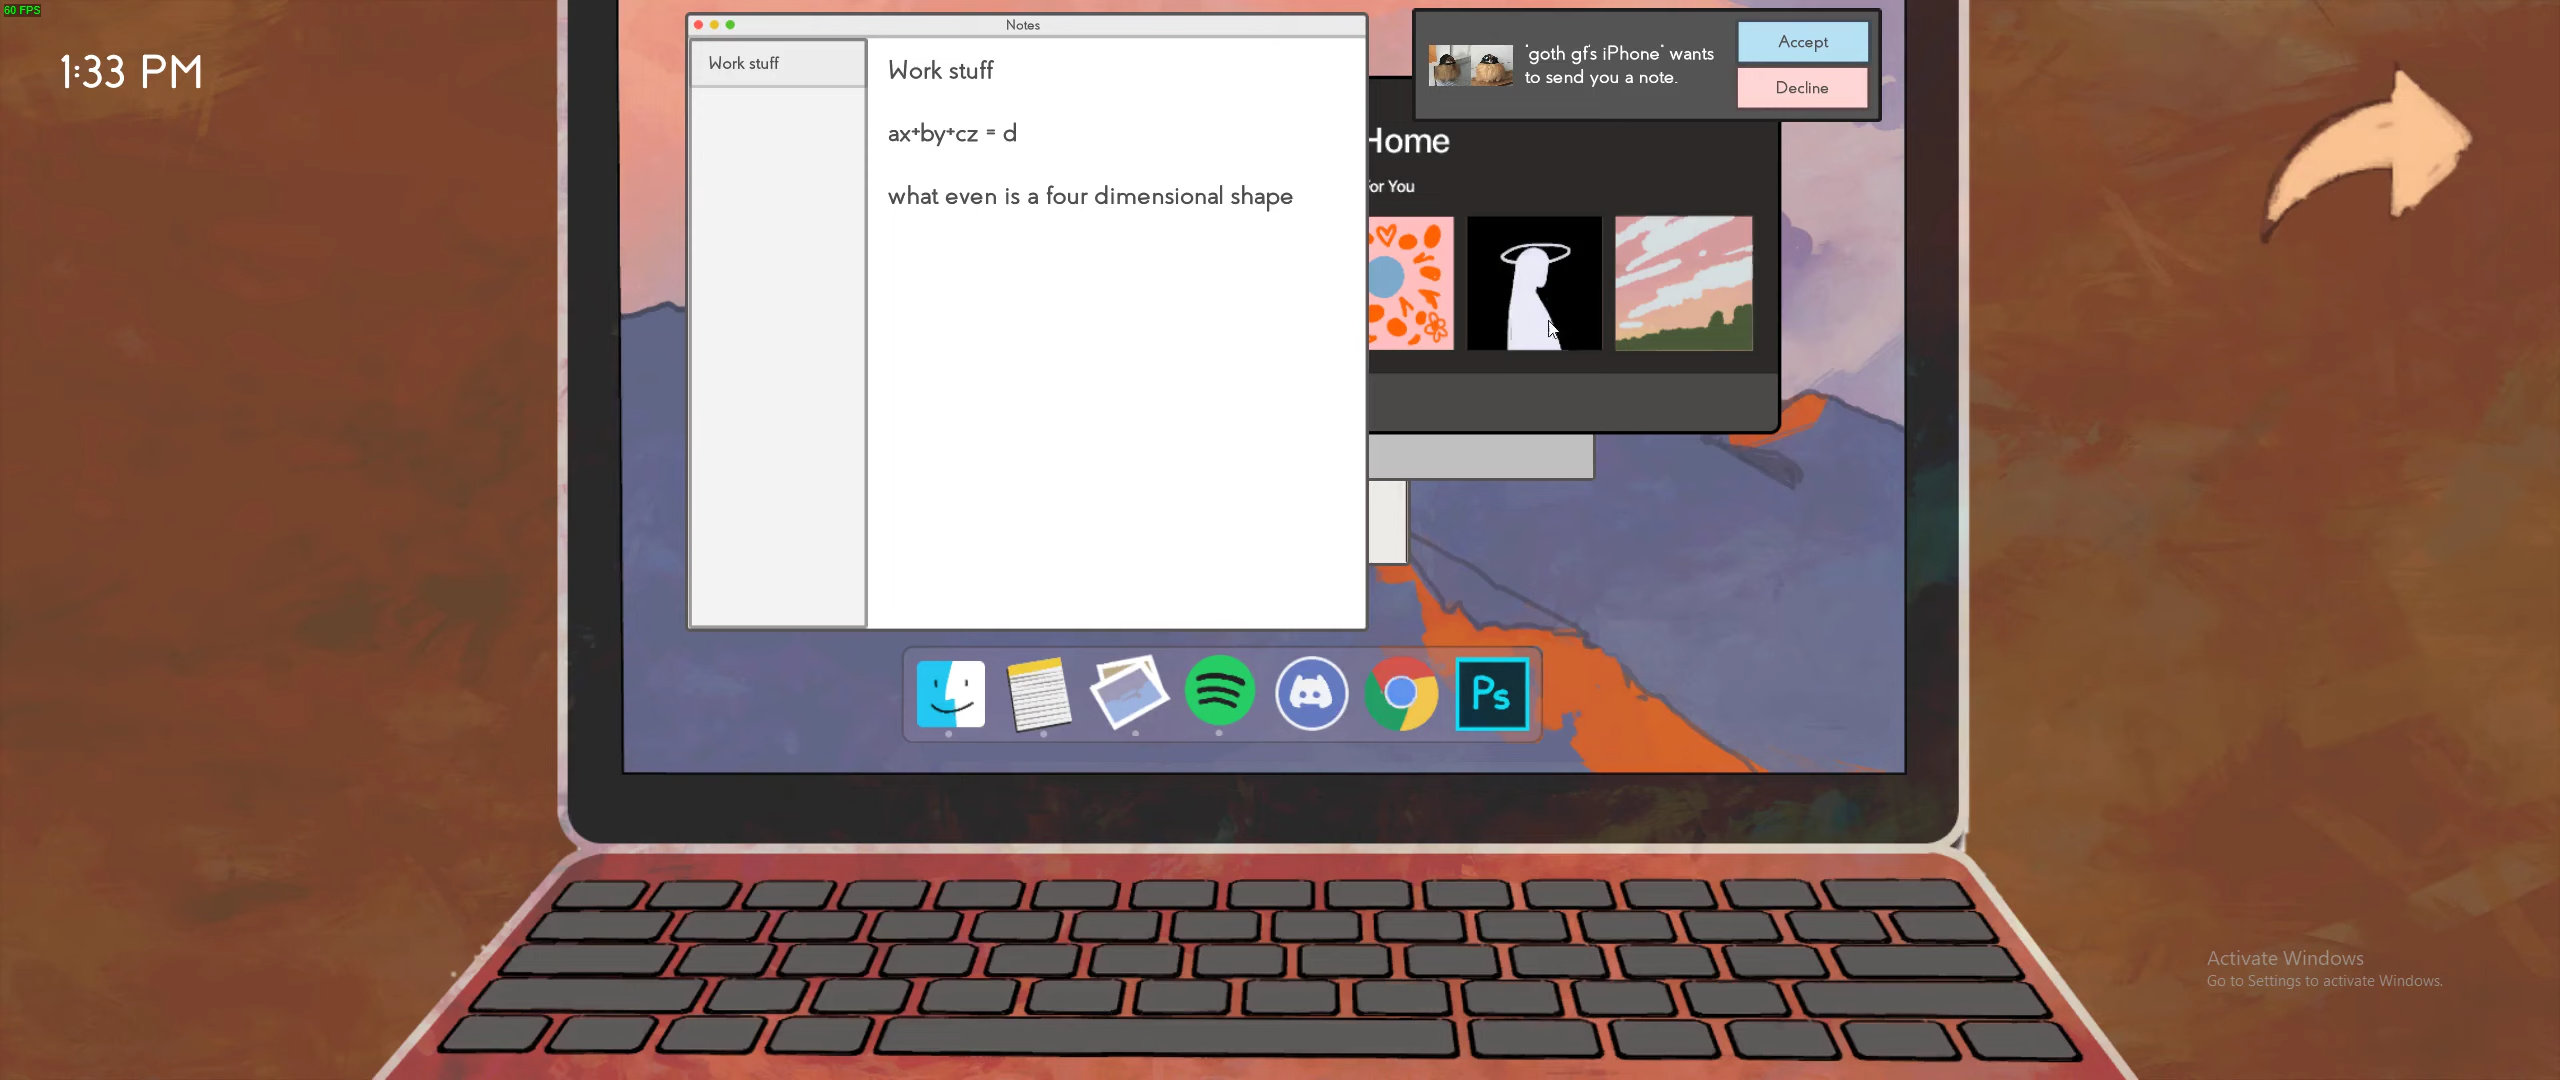 60 FPS
1:33 PM
Notes
Work stuff
Work stuff
ax+by+cz = d
what even is a four dimensional shape
"goth gf's iPhone" wants
to send you a note.
Accept
Decline
Home
For You
Ps
Activate Windows
Go to Settings to activate Windows.